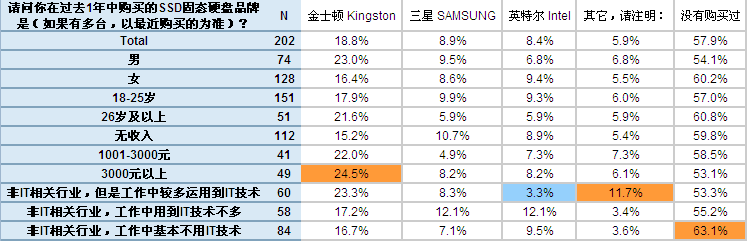 请问你在过去1年中购买的SSD固态硬盘品牌是（如果有多台，以最近购买的为准）？ N 金士顿 Kingston 三星 SAMSUNG 英特尔 Intel 其它，请注明： 没有购买过
Total 202 18.8% 8.9% 8.4% 5.9% 57.9%
男 74 23.0% 9.5% 6.8% 6.8% 54.1%
女 128 16.4% 8.6% 9.4% 5.5% 60.2%
18-25岁 151 17.9% 9.9% 9.3% 6.0% 57.0%
26岁及以上 51 21.6% 5.9% 5.9% 5.9% 60.8%
无收入 112 15.2% 10.7% 8.9% 5.4% 59.8%
1001-3000元 41 22.0% 4.9% 7.3% 7.3% 58.5%
3000元以上 49 24.5% 8.2% 8.2% 6.1% 53.1%
非IT相关行业，但是工作中较多运用到IT技术 60 23.3% 8.3% 3.3% 11.7% 53.3%
非IT相关行业，工作中用到IT技术不多 58 17.2% 12.1% 12.1% 3.4% 55.2%
非IT相关行业，工作中基本不用IT技术 84 16.7% 7.1% 9.5% 3.6% 63.1%